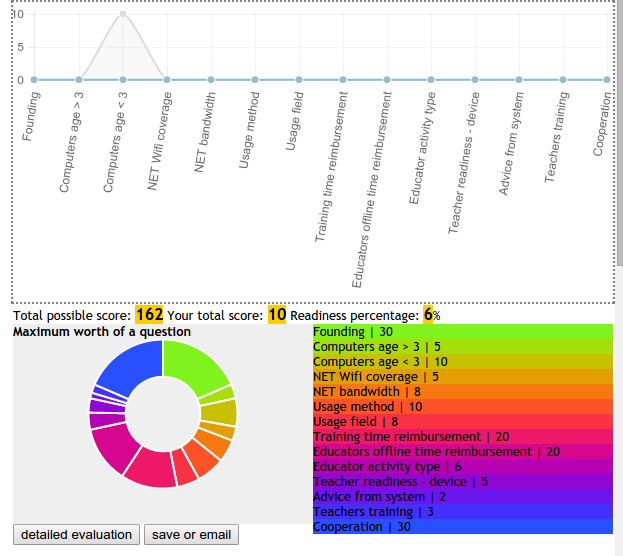 10
5
0
Founding
Computers age > 3
Computers age < 3
NET Wifi coverage
NET bandwidth
Usage method
Usage field
Training time reimbursement
Educators offline time reimbursement
Educator activity type
Teacher readiness - device
Advice from system
Teachers training
Cooperation
Total possible score: 162 Your total score: 10 Readiness percentage: 6%
Maximum worth of a question
Founding | 30
Computers age > 3 | 5
Computers age < 3 | 10
NET Wifi coverage | 5
NET bandwidth | 8
Usage method | 10
Usage field | 8
Training time reimbursement | 20
Educators offline time reimbursement | 20
Educator activity type | 6
Teacher readiness - device | 5
Advice from system | 2
Teachers training | 3
Cooperation | 30
detailed evaluation save or email